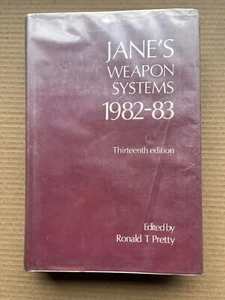 JANE'S
WEAPON
SYSTEMS
1982-83
Thirteenth edition
Edited by
Ronald T Pretty